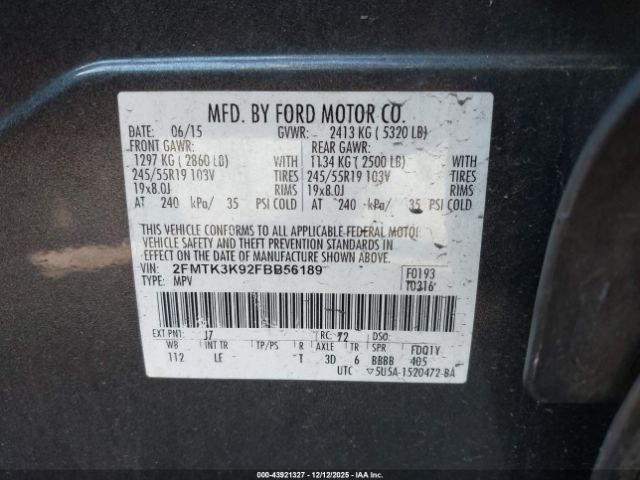 MFD. BY FORD MOTOR CO.
DATE: 06/15 GVWR: 2413 KG ( 5320 LB)
FRONT GAWR: REAR GAWR:
1297 KG ( 2860 LB) WITH 1134 KG ( 2500 LB) WITH
245/55R19 103V TIRES 245/55R19 103V TIRES
19x8.0J RIMS 19x8.0J RIMS
AT 240 kPa/ 35 PSI COLD AT 240 kPa/ 35 PSI COLD
THIS VEHICLE CONFORMS TO ALL APPLICABLE FEDERAL MOTOR
VEHICLE SAFETY AND THEFT PREVENTION STANDARDS IN
EFFECT ON THE DATE OF MANUFACTURE SHOWN ABOVE.
VIN: 2FMTK3K92FBB56189 F0193
TYPE: MPV T0316
EXT PNT: J7 RC: 72 DSO:
WB INT TR TP/PS R AXLE TR SPR FDQ1Y
112 LE T 3D 6 BBBB 405
UTC ▽5U5A-1520472-BA
000-43921327 | 12/12/2025 | IAA Inc.